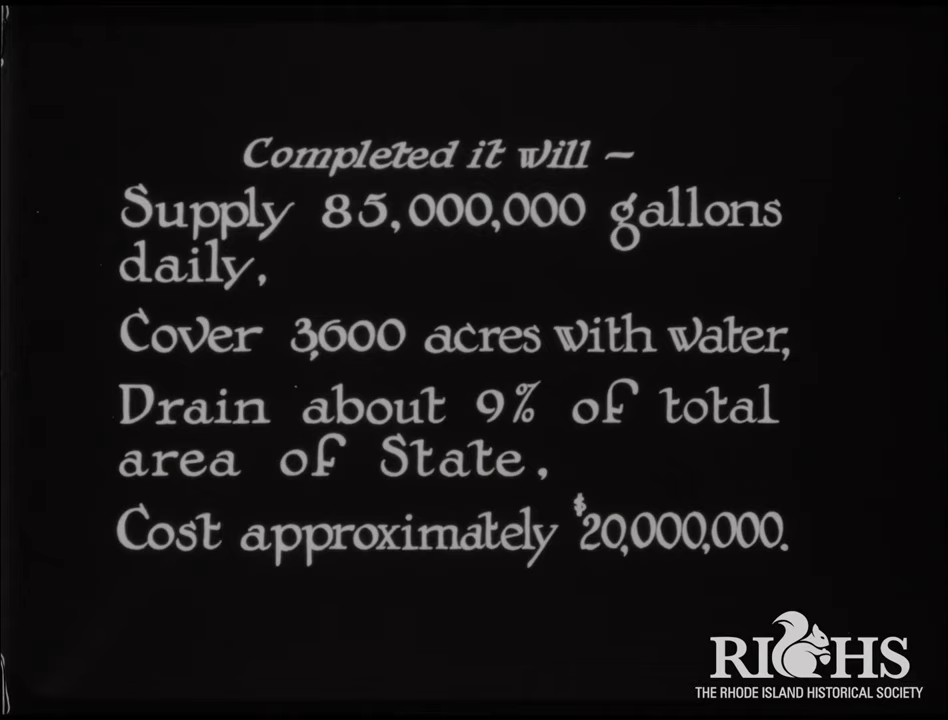 Completed it will —
Supply 85,000,000 gallons
daily,
Cover 3,600 acres with water,
Drain about 9% of total
area of State,
Cost approximately $20,000,000.
RIHS
THE RHODE ISLAND HISTORICAL SOCIETY